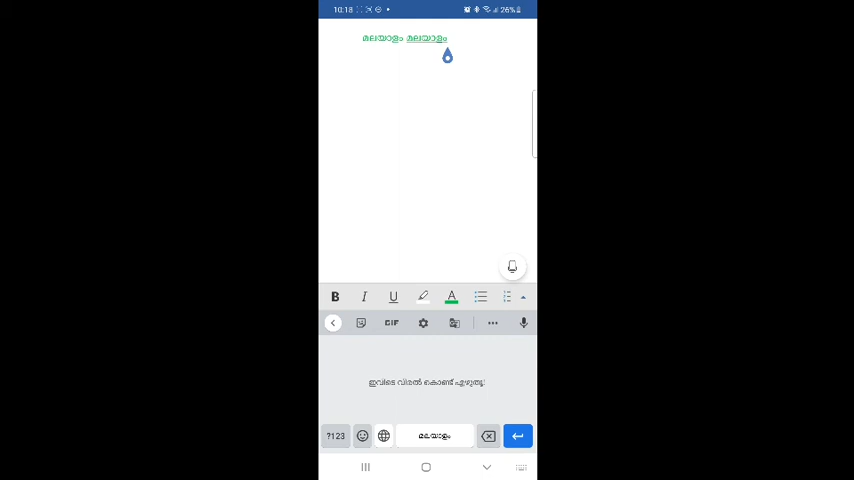 10:18 26%
മലയാളം മലയാളം
B I U A
GIF
ഇവിടെ വിരൽ കൊണ്ട് എഴുതൂ
?123 മലയാളം